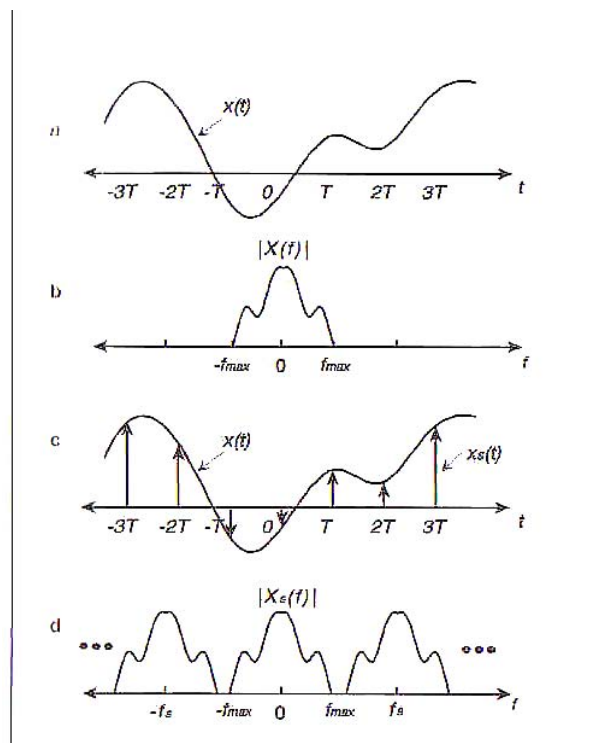 a
x(t)
-3T -2T -T 0 T 2T 3T t
|X(f)|
b
-fmax 0 fmax f
c
x(t)
xs(t)
-3T -2T -T 0 T 2T 3T t
|Xs(f)|
d
-fs -fmax 0 fmax fs f